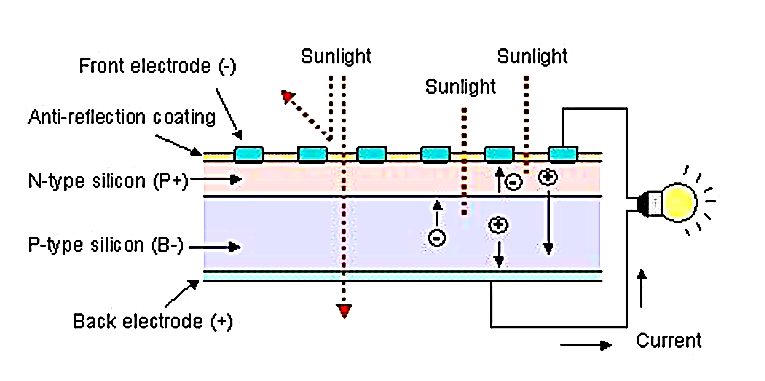 Sunlight
Sunlight
Front electrode (-)
Sunlight
Anti-reflection coating
N-type silicon (P+)
P-type silicon (B-)
Back electrode (+)
Current
- + - +